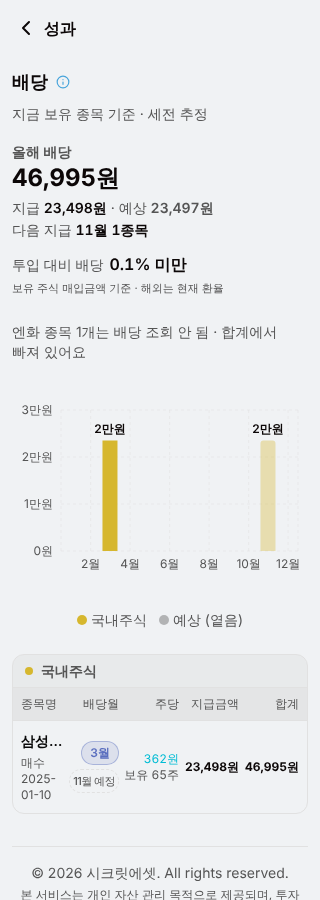 성과
배당
지금 보유 종목 기준 · 세전 추정
올해 배당
46,995원
지급 23,498원 · 예상 23,497원
다음 지급 11월 1종목
투입 대비 배당 0.1% 미만
보유 주식 매입금액 기준 · 해외는 현재 환율
엔화 종목 1개는 배당 조회 안 됨 · 합계에서
빠져 있어요
3만원
2만원 2만원
2만원
1만원
0원
2월 4월 6월 8월 10월 12월
국내주식 예상 (옅음)
국내주식
종목명 배당월 주당 지급금액 합계
삼성...
매수
2025-
01-10
3월
11월 예정
362원
보유 65주
23,498원 46,995원
© 2026 시크릿에셋. All rights reserved.
본 서비스는 개인 자산 관리 목적으로 제공되며, 투자